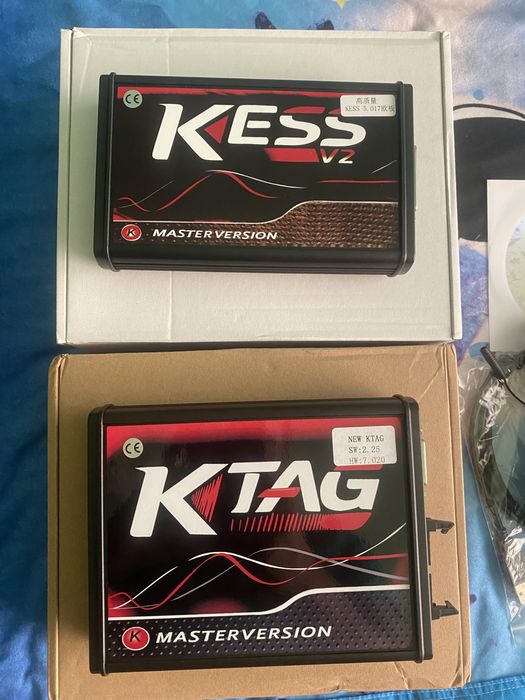 CE
高质量
KESS 5.017欧板
KESS
V2
K MASTERVERSION
CE
NEW KTAG
SW:2.25
HW:7.020
KTAG
K MASTERVERSION